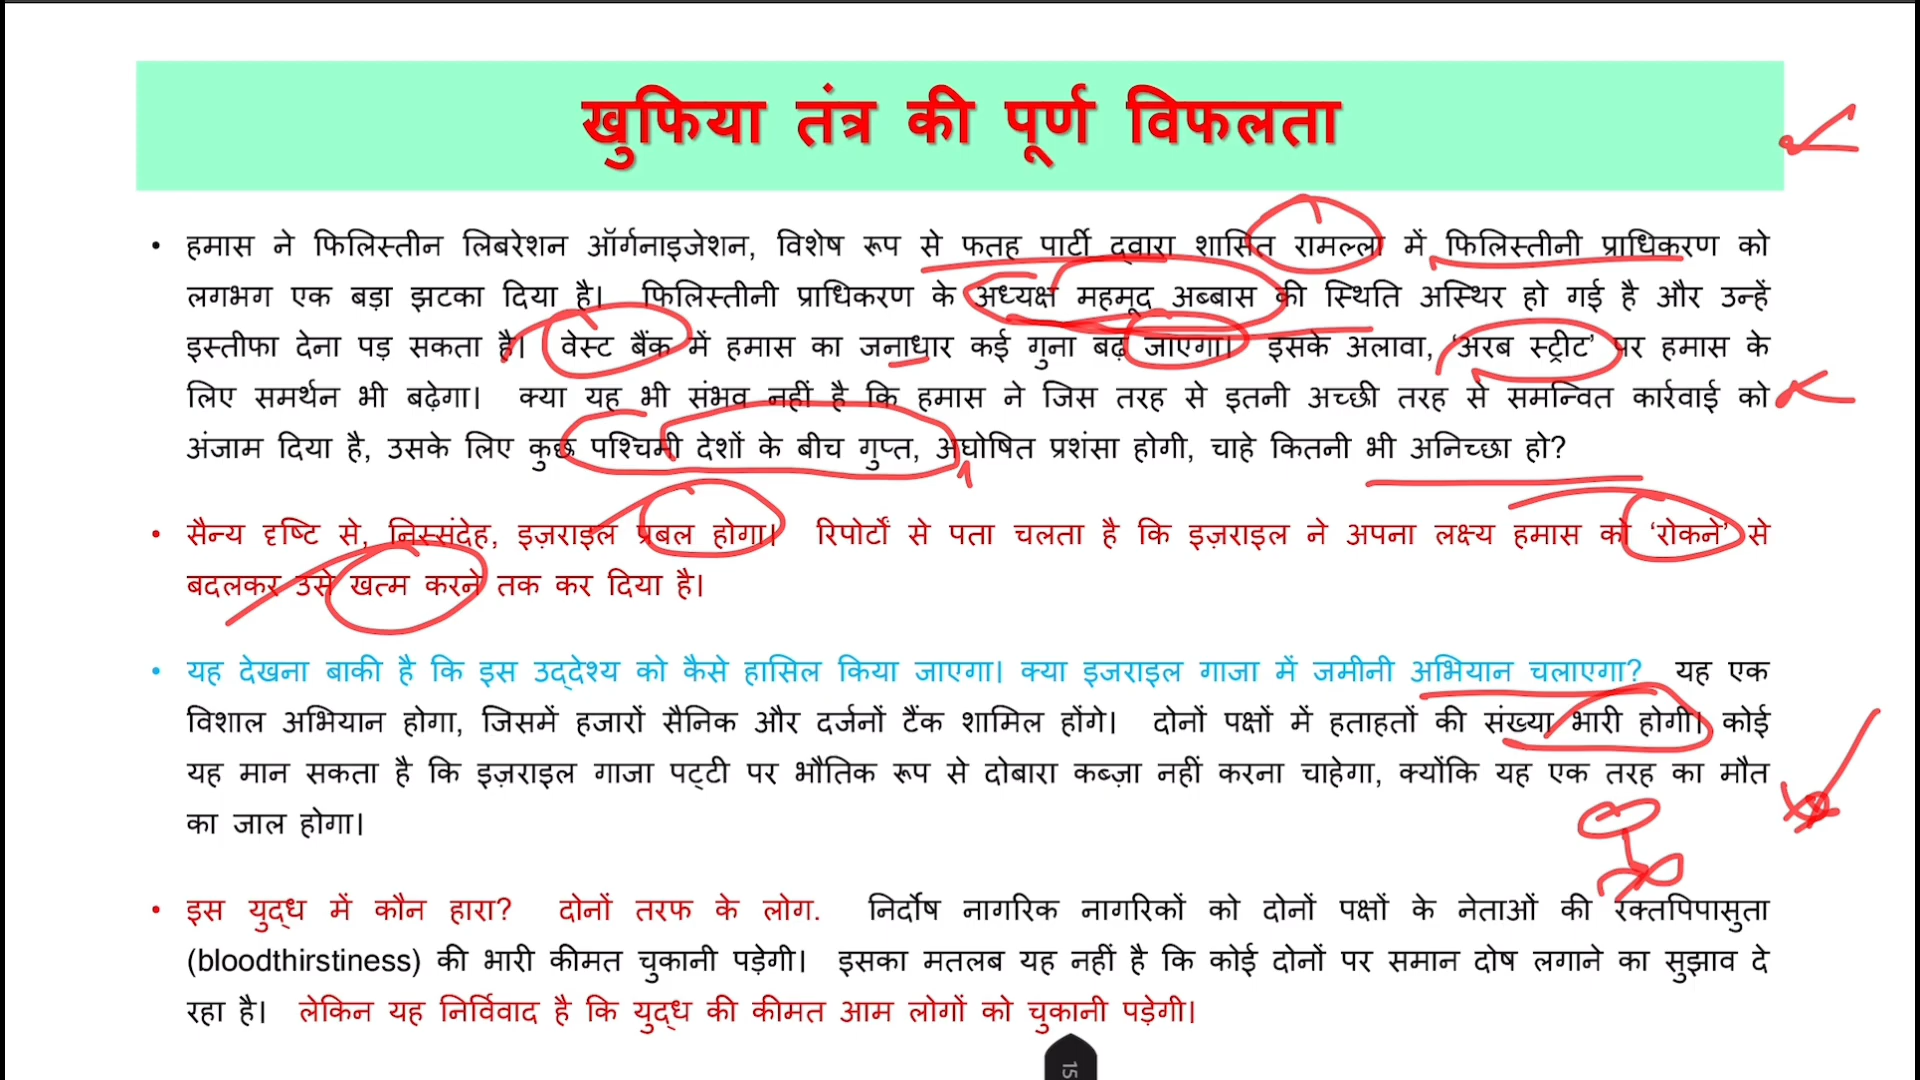 खुफिया तंत्र की पूर्ण विफलता
• हमास ने फिलिस्तीन लिबरेशन ऑर्गनाइजेशन, विशेष रूप से फतह पार्टी द्वारा शासित रामल्ला में फिलिस्तीनी प्राधिकरण को
लगभग एक बड़ा झटका दिया है। फिलिस्तीनी प्राधिकरण के अध्यक्ष महमूद अब्बास की स्थिति अस्थिर हो गई है और उन्हें
इस्तीफा देना पड़ सकता है। वेस्ट बैंक में हमास का जनाधार कई गुना बढ़ जाएगा। इसके अलावा, 'अरब स्ट्रीट' पर हमास के
लिए समर्थन भी बढ़ेगा। क्या यह भी संभव नहीं है कि हमास ने जिस तरह से इतनी अच्छी तरह से समन्वित कार्रवाई को
अंजाम दिया है, उसके लिए कुछ पश्चिमी देशों के बीच गुप्त, अघोषित प्रशंसा होगी, चाहे कितनी भी अनिच्छा हो?
• सैन्य दृष्टि से, निस्संदेह, इज़राइल प्रबल होगा। रिपोर्टों से पता चलता है कि इज़राइल ने अपना लक्ष्य हमास को 'रोकने' से
बदलकर उसे खत्म करने तक कर दिया है।
• यह देखना बाकी है कि इस उद्देश्य को कैसे हासिल किया जाएगा। क्या इजराइल गाजा में जमीनी अभियान चलाएगा? यह एक
विशाल अभियान होगा, जिसमें हजारों सैनिक और दर्जनों टैंक शामिल होंगे। दोनों पक्षों में हताहतों की संख्या भारी होगी। कोई
यह मान सकता है कि इज़राइल गाजा पट्टी पर भौतिक रूप से दोबारा कब्ज़ा नहीं करना चाहेगा, क्योंकि यह एक तरह का मौत
का जाल होगा।
• इस युद्ध में कौन हारा? दोनों तरफ के लोग. निर्दोष नागरिक नागरिकों को दोनों पक्षों के नेताओं की रक्तपिपासुता
(bloodthirstiness) की भारी कीमत चुकानी पड़ेगी। इसका मतलब यह नहीं है कि कोई दोनों पर समान दोष लगाने का सुझाव दे
रहा है। लेकिन यह निर्विवाद है कि युद्ध की कीमत आम लोगों को चुकानी पड़ेगी।
15